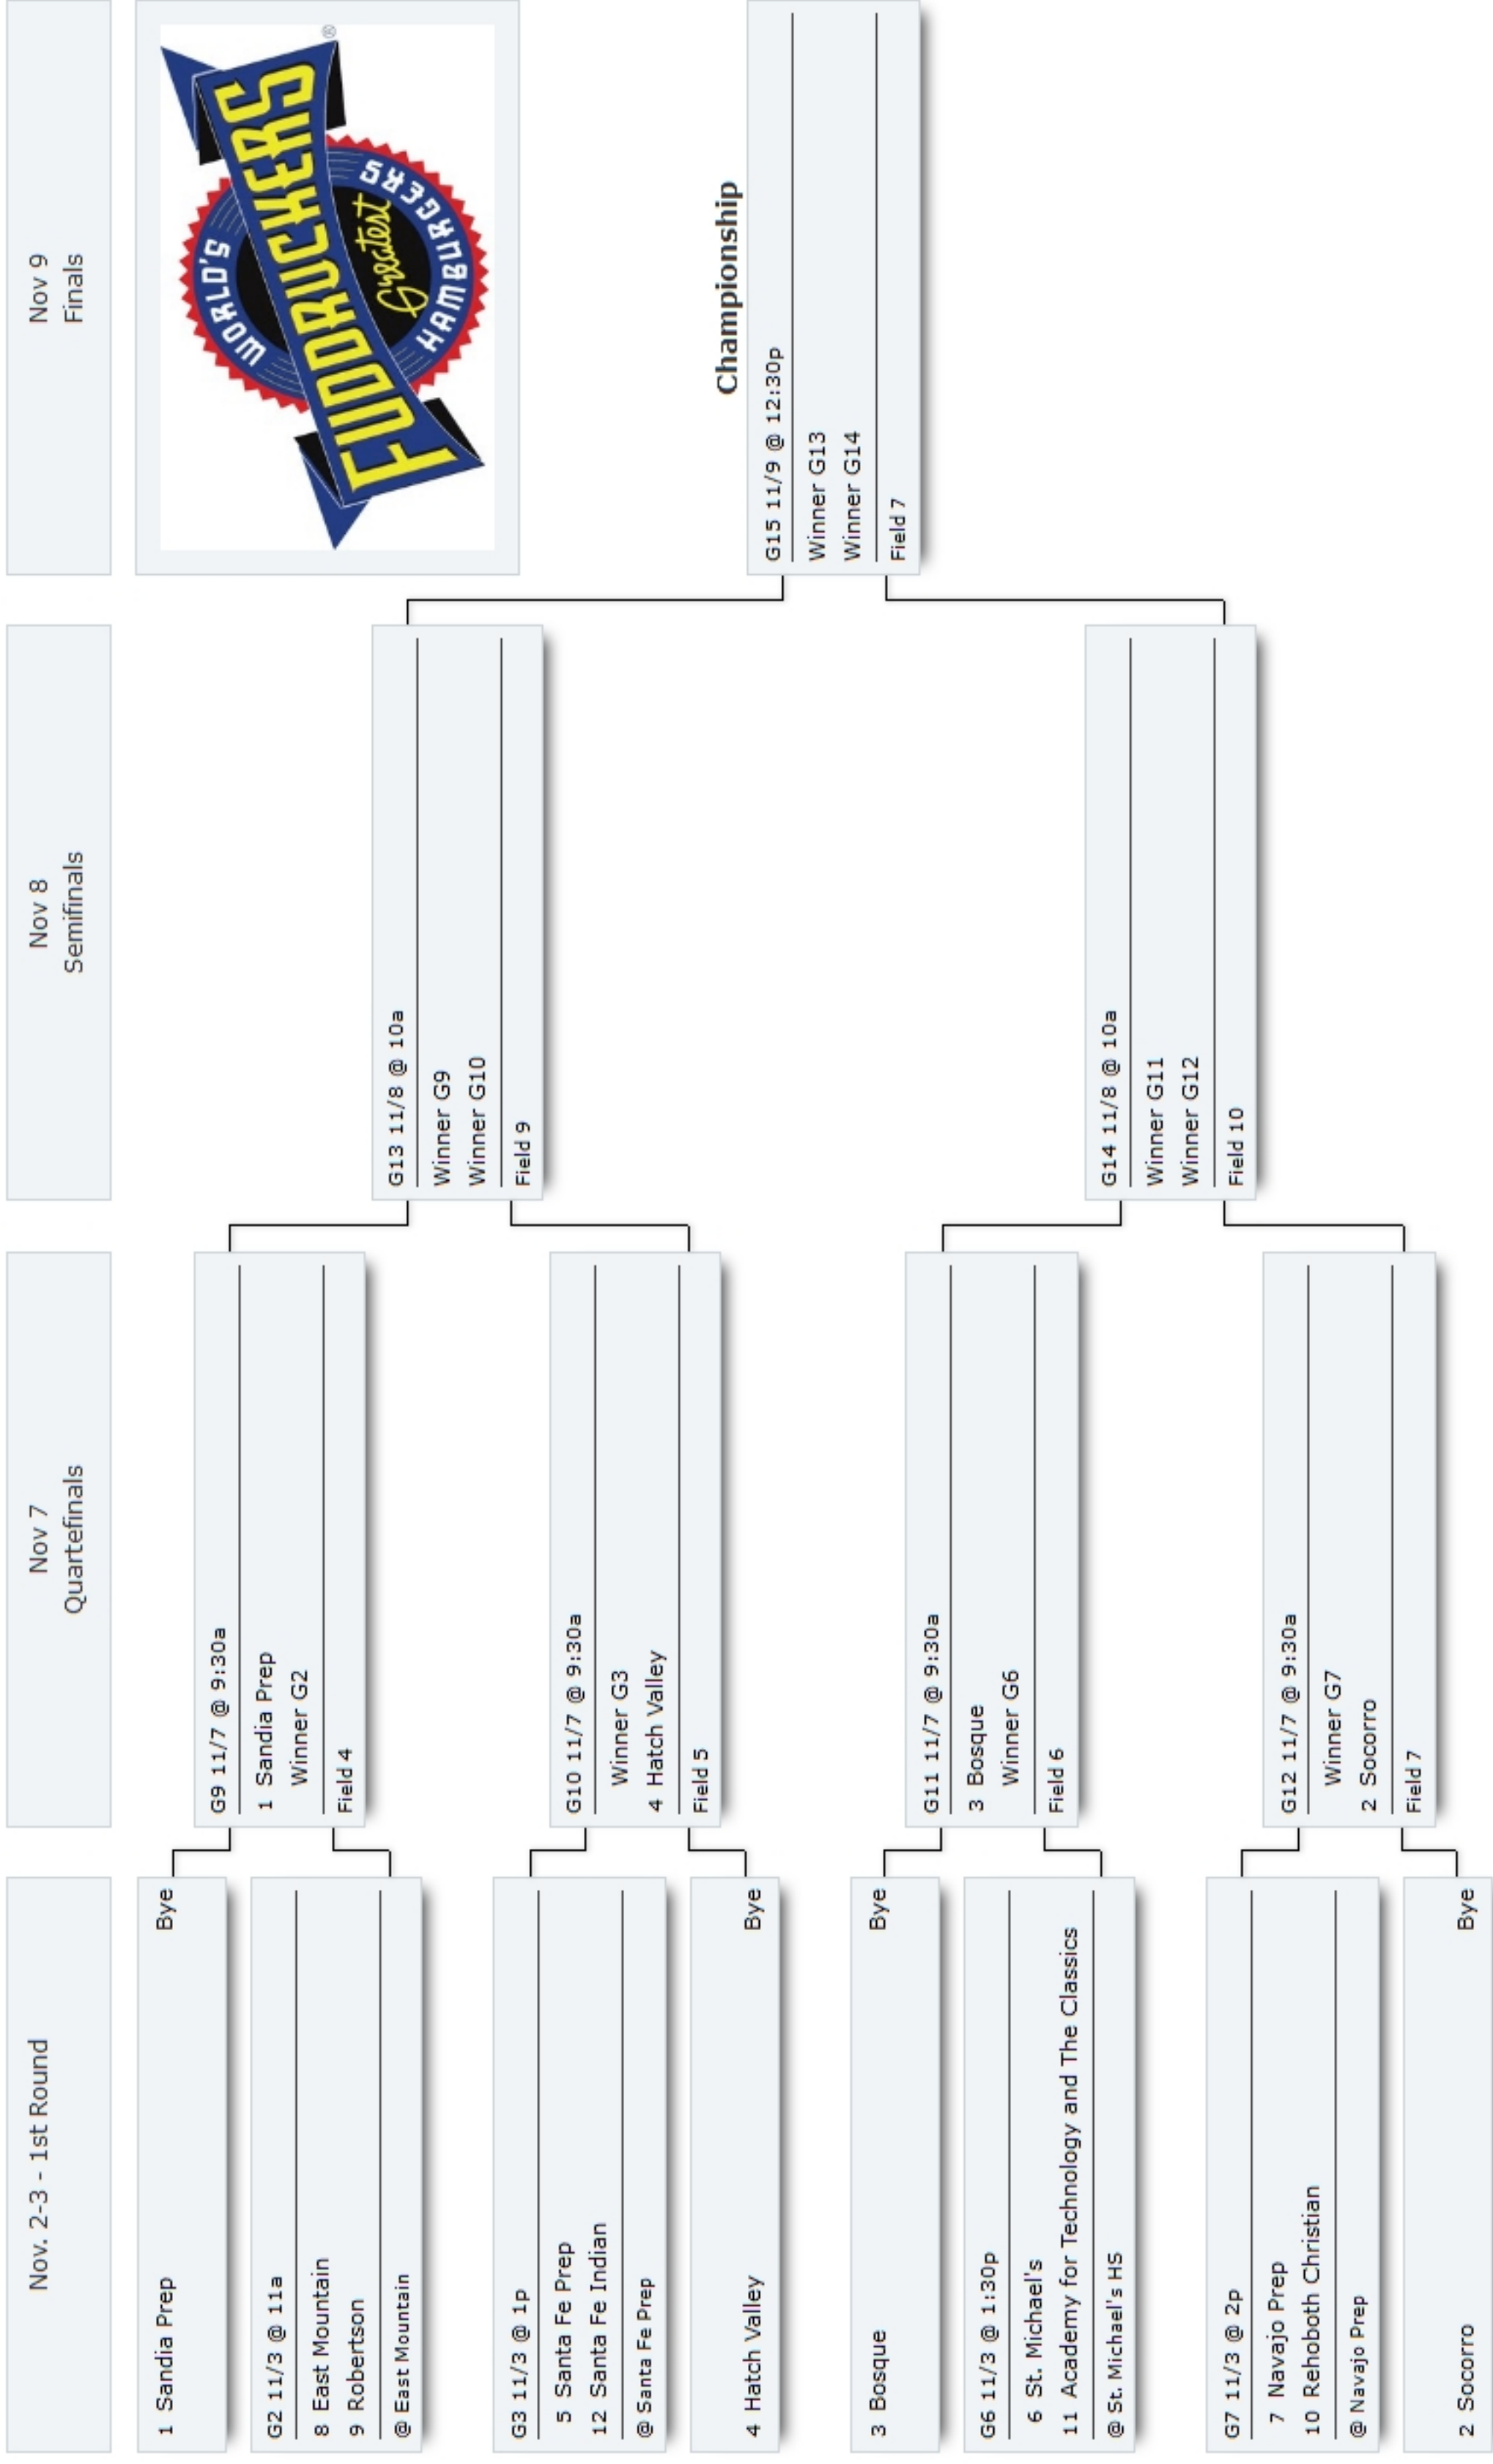 Nov. 2-3 - 1st Round
Nov 7
Quartefinals
Nov 8
Semifinals
Nov 9
Finals
1 Sandia Prep
Bye
G2 11/3 @ 11a
8 East Mountain
9 Robertson
@ East Mountain
G3 11/3 @ 1p
5 Santa Fe Prep
12 Santa Fe Indian
@ Santa Fe Prep
4 Hatch Valley
Bye
3 Bosque
Bye
G6 11/3 @ 1:30p
6 St. Michael's
11 Academy for Technology and The Classics
@ St. Michael's HS
G7 11/3 @ 2p
7 Navajo Prep
10 Rehoboth Christian
@ Navajo Prep
2 Socorro
Bye
G9 11/7 @ 9:30a
1 Sandia Prep
Winner G2
Field 4
G10 11/7 @ 9:30a
Winner G3
4 Hatch Valley
Field 5
G11 11/7 @ 9:30a
3 Bosque
Winner G6
Field 6
G12 11/7 @ 9:30a
Winner G7
2 Socorro
Field 7
G13 11/8 @ 10a
Winner G9
Winner G10
Field 9
G14 11/8 @ 10a
Winner G11
Winner G12
Field 10
WORLD'S
FUDDRUCKERS
Greatest
HAMBURGERS
®
Championship
G15 11/9 @ 12:30p
Winner G13
Winner G14
Field 7